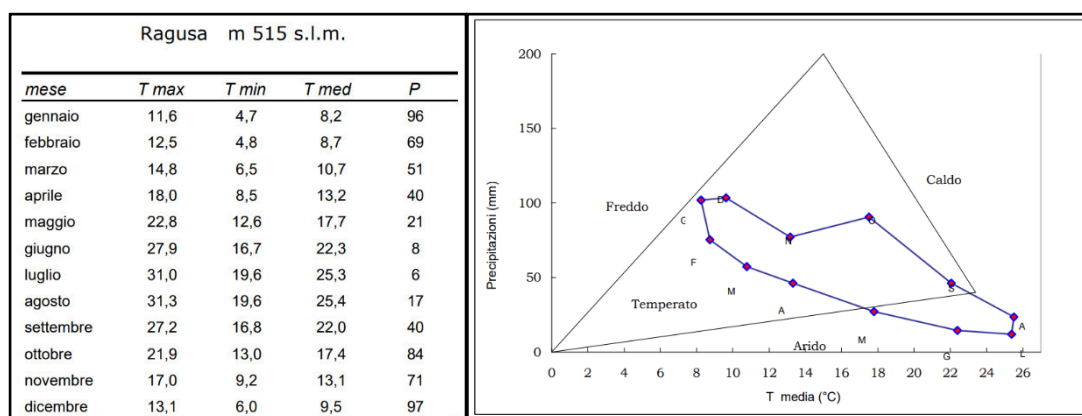 Ragusa m 515 s.l.m.
mese T max T min T med P
gennaio 11,6 4,7 8,2 96
febbraio 12,5 4,8 8,7 69
marzo 14,8 6,5 10,7 51
aprile 18,0 8,5 13,2 40
maggio 22,8 12,6 17,7 21
giugno 27,9 16,7 22,3 8
luglio 31,0 19,6 25,3 6
agosto 31,3 19,6 25,4 17
settembre 27,2 16,8 22,0 40
ottobre 21,9 13,0 17,4 84
novembre 17,0 9,2 13,1 71
dicembre 13,1 6,0 9,5 97
Precipitazioni (mm)
200
150
100
50
0
Caldo
Freddo
Temperato
Arido
G
D
N
O
F
M
A
S
M
A
G
L
0 2 4 6 8 10 12 14 16 18 20 22 24 26
T media (°C)